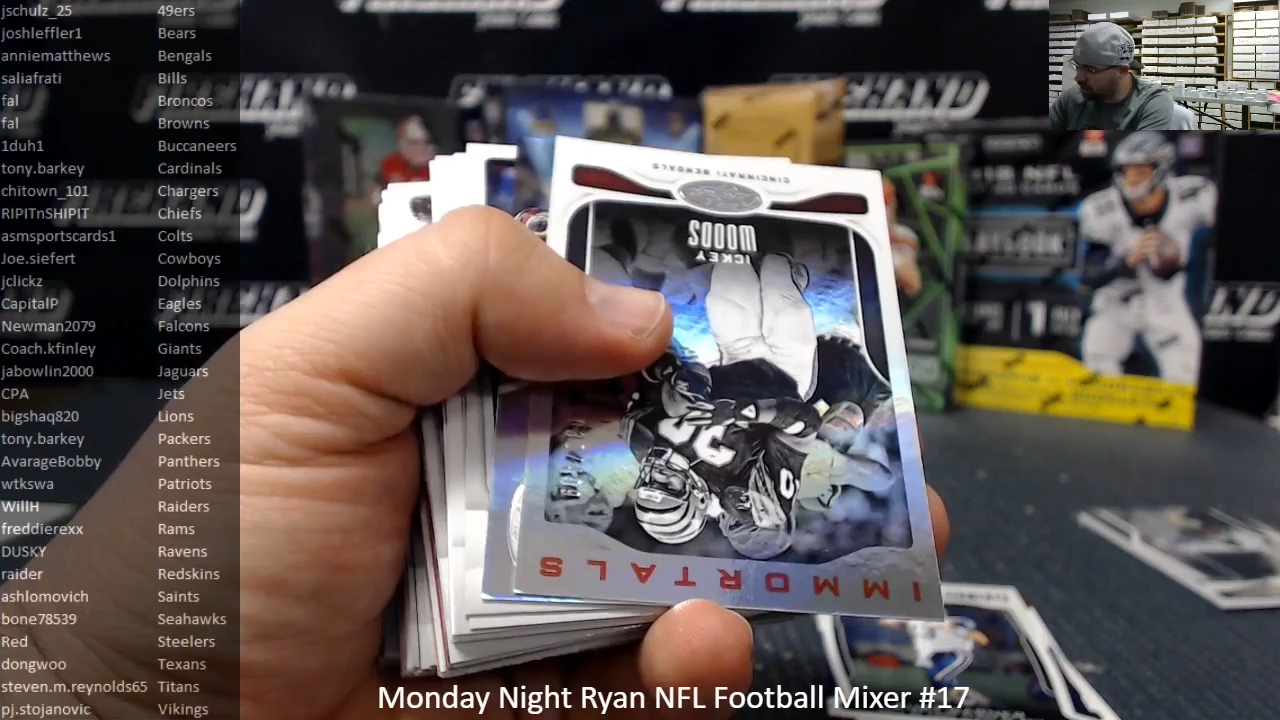 jschulz_25 49ers
joshleffler1 Bears
anniematthews Bengals
saliafrati Bills
fal Broncos
fal Browns
1duh1 Buccaneers
tony.barkey Cardinals
chitown_101 Chargers
RIPITnSHIPIT Chiefs
asmsportscards1 Colts
Joe.siefert Cowboys
jclickz Dolphins
CapitalP Eagles
Newman2079 Falcons
Coach.kfinley Giants
jabowlin2000 Jaguars
CPA Jets
bigshaq820 Lions
tony.barkey Packers
AvarageBobby Panthers
wtkswa Patriots
WillH Raiders
freddierexx Rams
DUSKY Ravens
raider Redskins
ashlomovich Saints
bone78539 Seahawks
Red Steelers
dongwoo Texans
steven.m.reynolds65 Titans
pj.stojanovic Vikings
CINCINNATI BENGALS
ICKEY
WOODS
IMMORTALS
NFL
Monday Night Ryan NFL Football Mixer #17